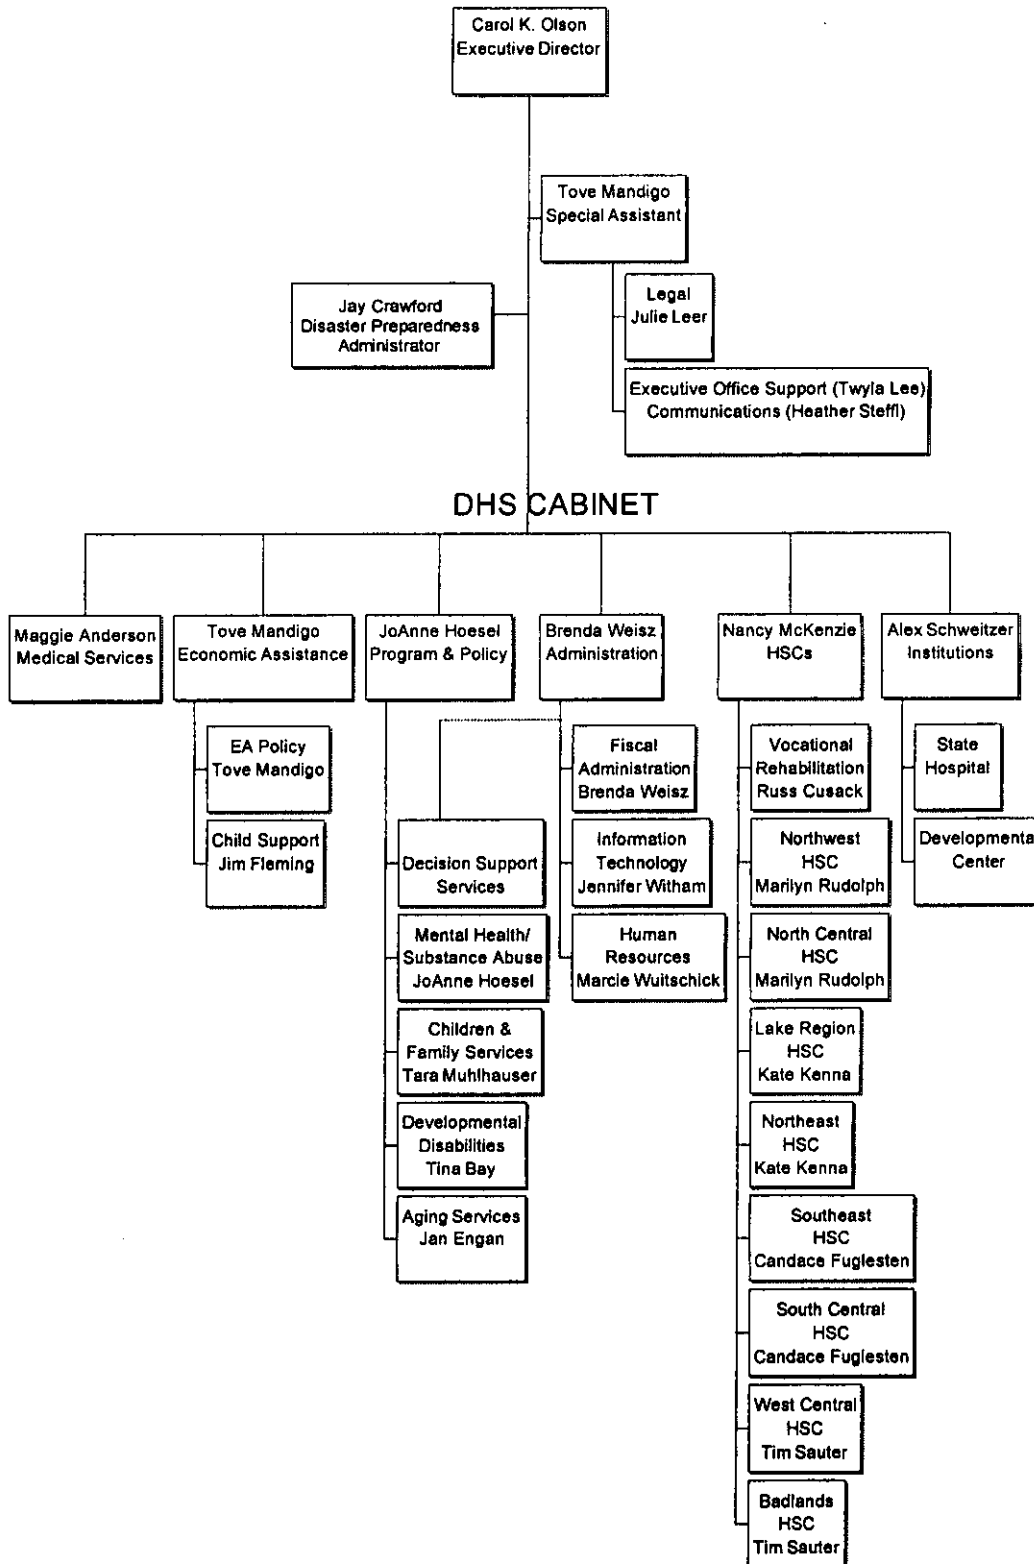 Carol K. Olson
Executive Director
Tove Mandigo
Special Assistant
Jay Crawford
Disaster Preparedness
Administrator
Legal
Julie Leer
Executive Office Support (Twyla Lee)
Communications (Heather Steffl)
DHS CABINET
Maggie Anderson
Medical Services
Tove Mandigo
Economic Assistance
JoAnne Hoesel
Program & Policy
Brenda Weisz
Administration
Nancy McKenzie
HSCs
Alex Schweitzer
Institutions
EA Policy
Tove Mandigo
Child Support
Jim Fleming
Decision Support
Services
Mental Health/
Substance Abuse
JoAnne Hoesel
Children &
Family Services
Tara Muhlhauser
Developmental
Disabilities
Tina Bay
Aging Services
Jan Engan
Fiscal
Administration
Brenda Weisz
Information
Technology
Jennifer Witham
Human
Resources
Marcie Wuitschick
Vocational
Rehabilitation
Russ Cusack
Northwest
HSC
Marilyn Rudolph
North Central
HSC
Marilyn Rudolph
Lake Region
HSC
Kate Kenna
Northeast
HSC
Kate Kenna
Southeast
HSC
Candace Fuglesten
South Central
HSC
Candace Fuglesten
West Central
HSC
Tim Sauter
Badlands
HSC
Tim Sauter
State
Hospital
Developmental
Center